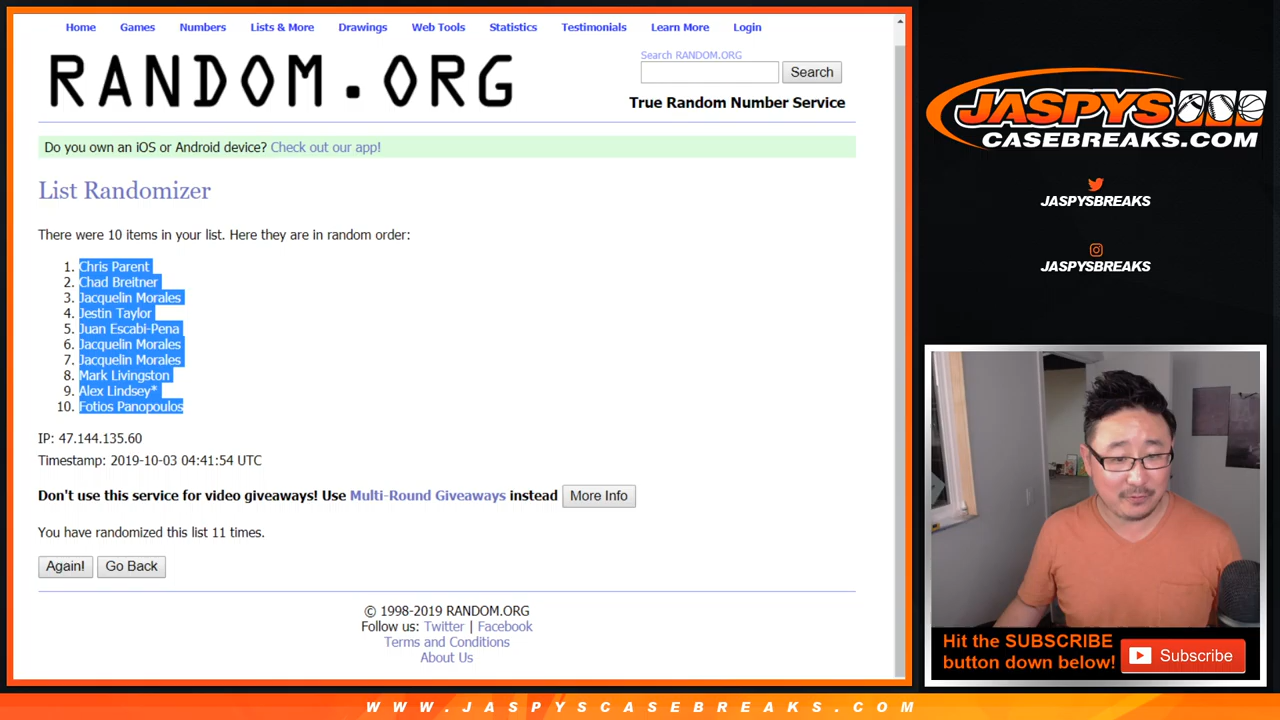 Home Games Numbers Lists & More Drawings Web Tools Statistics Testimonials Learn More Login
RANDOM.ORG
Search RANDOM.ORG
Search
True Random Number Service
Do you own an iOS or Android device? Check out our app!
List Randomizer
There were 10 items in your list. Here they are in random order:
1. Chris Parent
2. Chad Breitner
3. Jacquelin Morales
4. Jestin Taylor
5. Juan Escabi-Pena
6. Jacquelin Morales
7. Jacquelin Morales
8. Mark Livingston
9. Alex Lindsey*
10. Fotios Panopoulos
IP: 47.144.135.60
Timestamp: 2019-10-03 04:41:54 UTC
Don't use this service for video giveaways! Use Multi-Round Giveaways instead More Info
You have randomized this list 11 times.
Again! Go Back
© 1998-2019 RANDOM.ORG
Follow us: Twitter | Facebook
Terms and Conditions
About Us
JASPYS
CASEBREAKS.COM
JASPYSBREAKS
JASPYSBREAKS
Hit the SUBSCRIBE
button down below!
Subscribe
WWW.JASPYSCASEBREAKS.COM